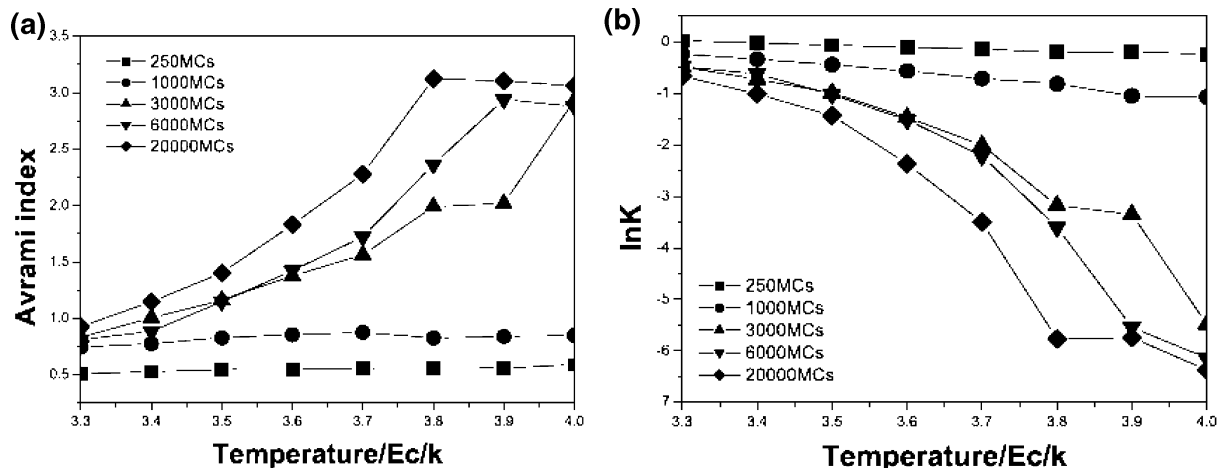 (a)
3.5
3.0
2.5
2.0
1.5
1.0
0.5
Avrami index
250MCs
1000MCs
3000MCs
6000MCs
20000MCs
3.3 3.4 3.5 3.6 3.7 3.8 3.9 4.0
Temperature/Ec/k
(b)
0
-1
-2
-3
-4
-5
-6
7
lnK
250MCs
1000MCs
3000MCs
6000MCs
20000MCs
3.3 3.4 3.5 3.6 3.7 3.8 3.9 4.0
Temperature/Ec/k